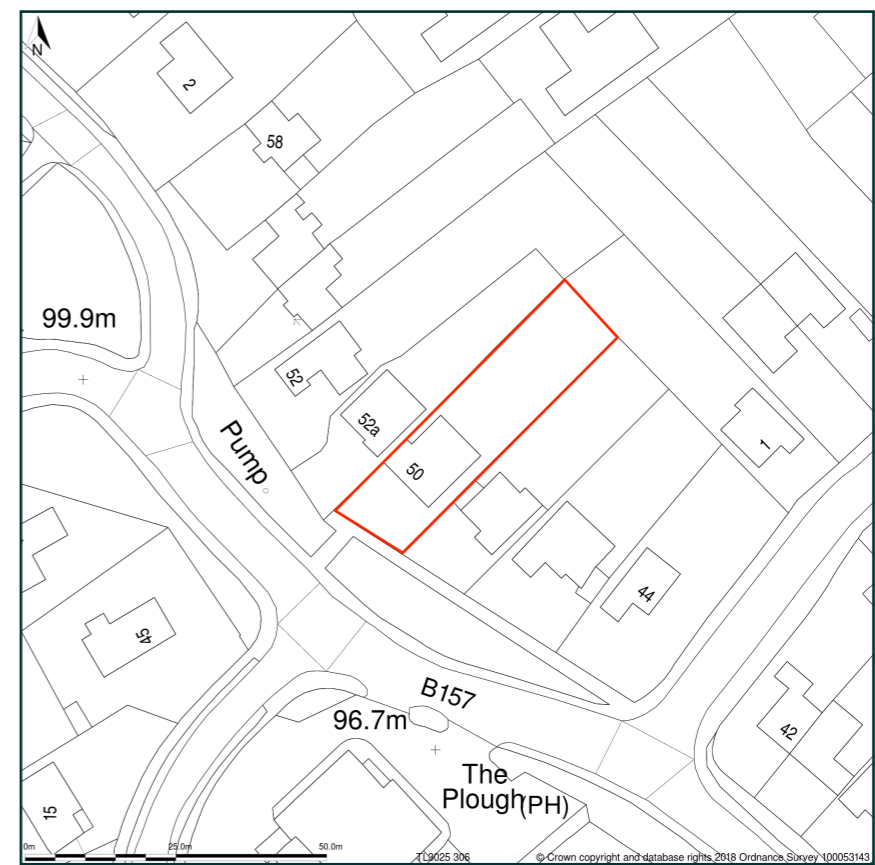 N
2
58
99.9m
52
52a
Pump
50
1
44
45
B157
96.7m
42
The
Plough(PH)
15
0m 25.0m 50.0m
TL9025 306 © Crown copyright and database rights 2018 Ordnance Survey 100053143